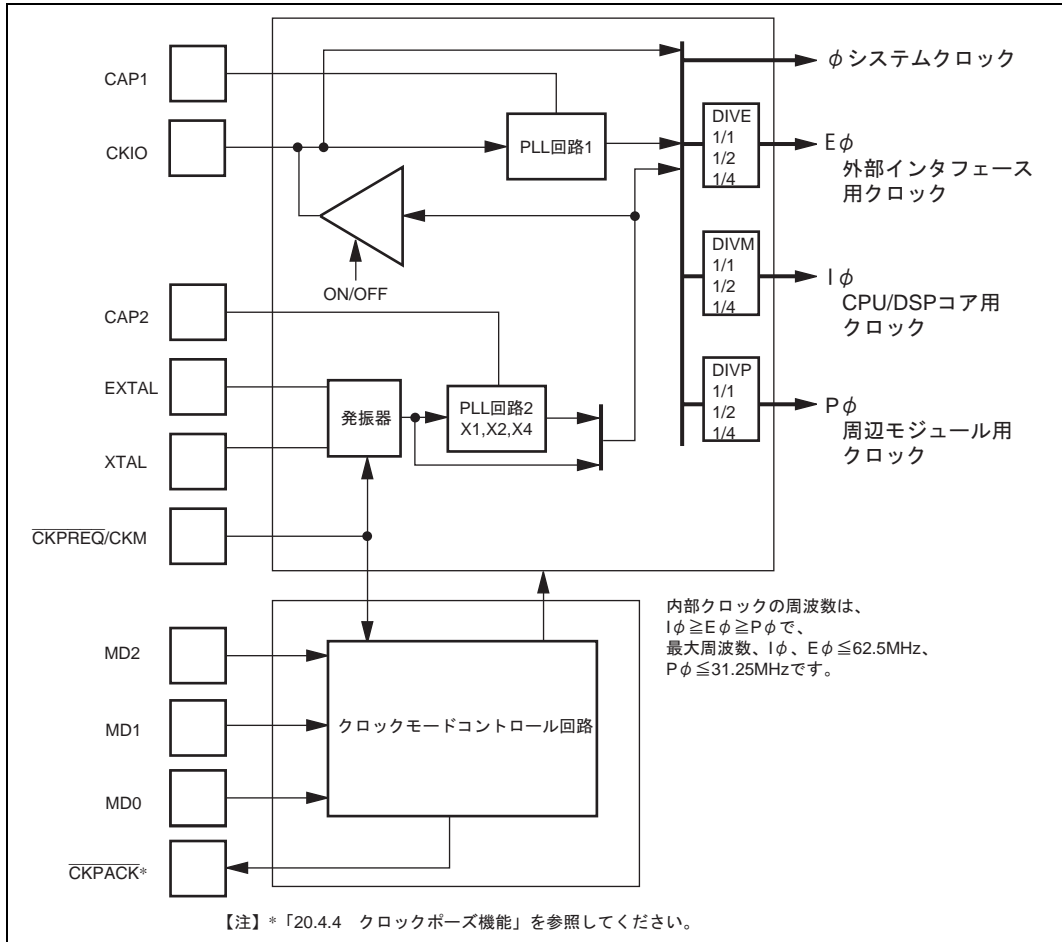 CAP1
CKIO
CAP2
EXTAL
XTAL
CKPREQ/CKM
MD2
MD1
MD0
CKPACK*
PLL回路1
ON/OFF
発振器
PLL回路2
X1,X2,X4
DIVE
1/1
1/2
1/4
DIVM
1/1
1/2
1/4
DIVP
1/1
1/2
1/4
φシステムクロック
Eφ
外部インタフェース
用クロック
Iφ
CPU/DSPコア用
クロック
Pφ
周辺モジュール用
クロック
クロックモードコントロール回路
内部クロックの周波数は、
Iφ≧Eφ≧Pφで、
最大周波数、Iφ、Eφ≦62.5MHz、
Pφ≦31.25MHzです。
【注】*「20.4.4 クロックポーズ機能」を参照してください。